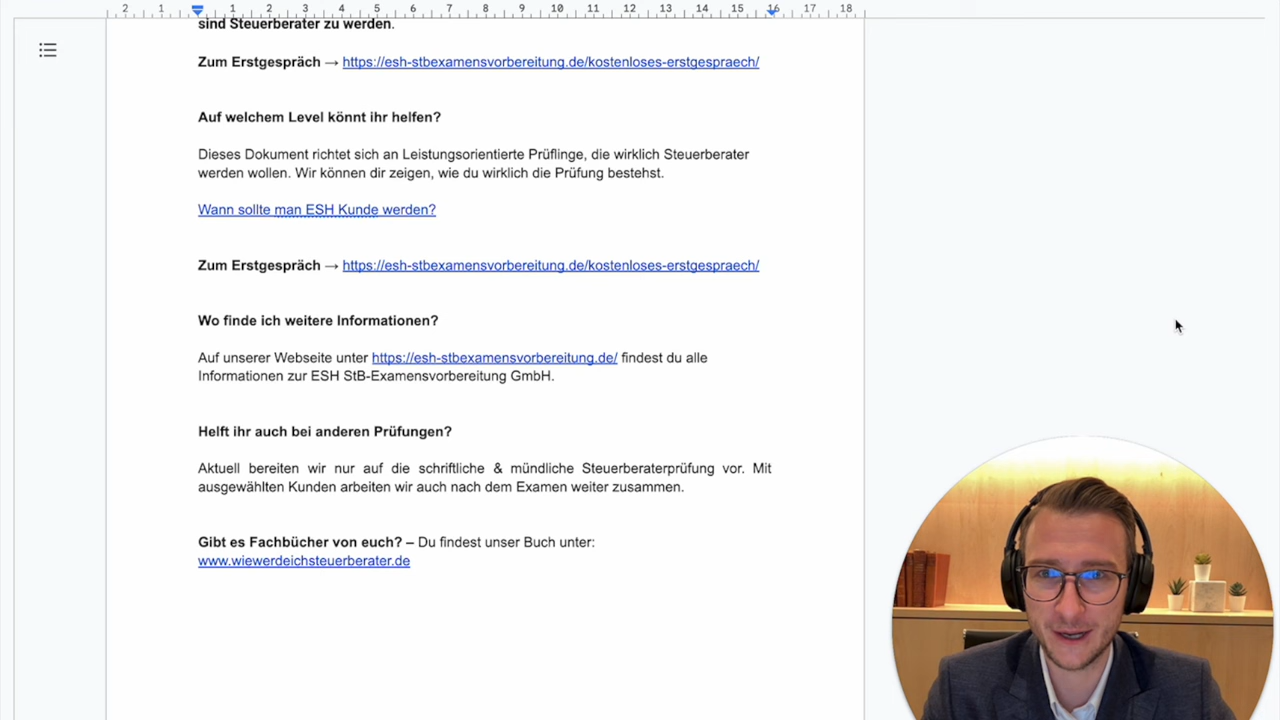 2 1 1 2 3 4 5 6 7 8 9 10 11 12 13 14 15 16 17 18
sind Steuerberater zu werden.
Zum Erstgespräch → https://esh-stbexamensvorbereitung.de/kostenloses-erstgespraech/
Auf welchem Level könnt ihr helfen?
Dieses Dokument richtet sich an Leistungsorientierte Prüflinge, die wirklich Steuerberater
werden wollen. Wir können dir zeigen, wie du wirklich die Prüfung bestehst.
Wann sollte man ESH Kunde werden?
Zum Erstgespräch → https://esh-stbexamensvorbereitung.de/kostenloses-erstgespraech/
Wo finde ich weitere Informationen?
Auf unserer Webseite unter https://esh-stbexamensvorbereitung.de/ findest du alle
Informationen zur ESH StB-Examensvorbereitung GmbH.
Helft ihr auch bei anderen Prüfungen?
Aktuell bereiten wir nur auf die schriftliche & mündliche Steuerberaterprüfung vor. Mit
ausgewählten Kunden arbeiten wir auch nach dem Examen weiter zusammen.
Gibt es Fachbücher von euch? – Du findest unser Buch unter:
www.wiewerdeichsteuerberater.de